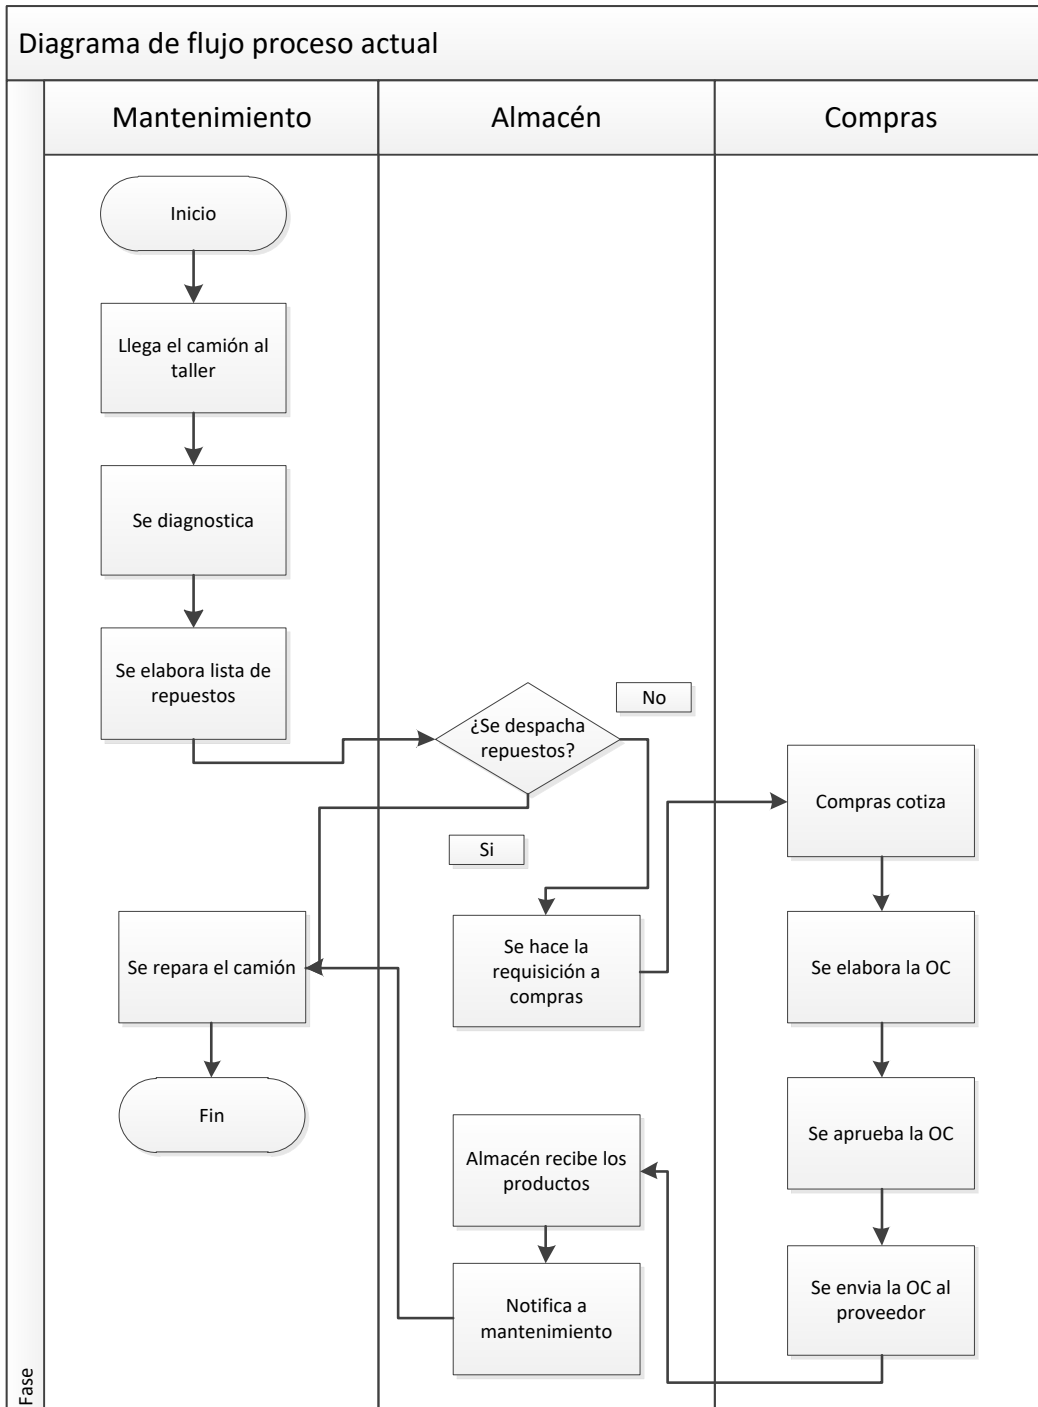 Diagrama de flujo proceso actual
Mantenimiento
Almacén
Compras
Inicio
Llega el camión al
taller
Se diagnostica
Se elabora lista de
repuestos
¿Se despacha
repuestos?
No
Si
Compras cotiza
Se hace la
requisición a
compras
Se elabora la OC
Se repara el camión
Fin
Se aprueba la OC
Almacén recibe los
productos
Se envia la OC al
proveedor
Notifica a
mantenimiento
Fase